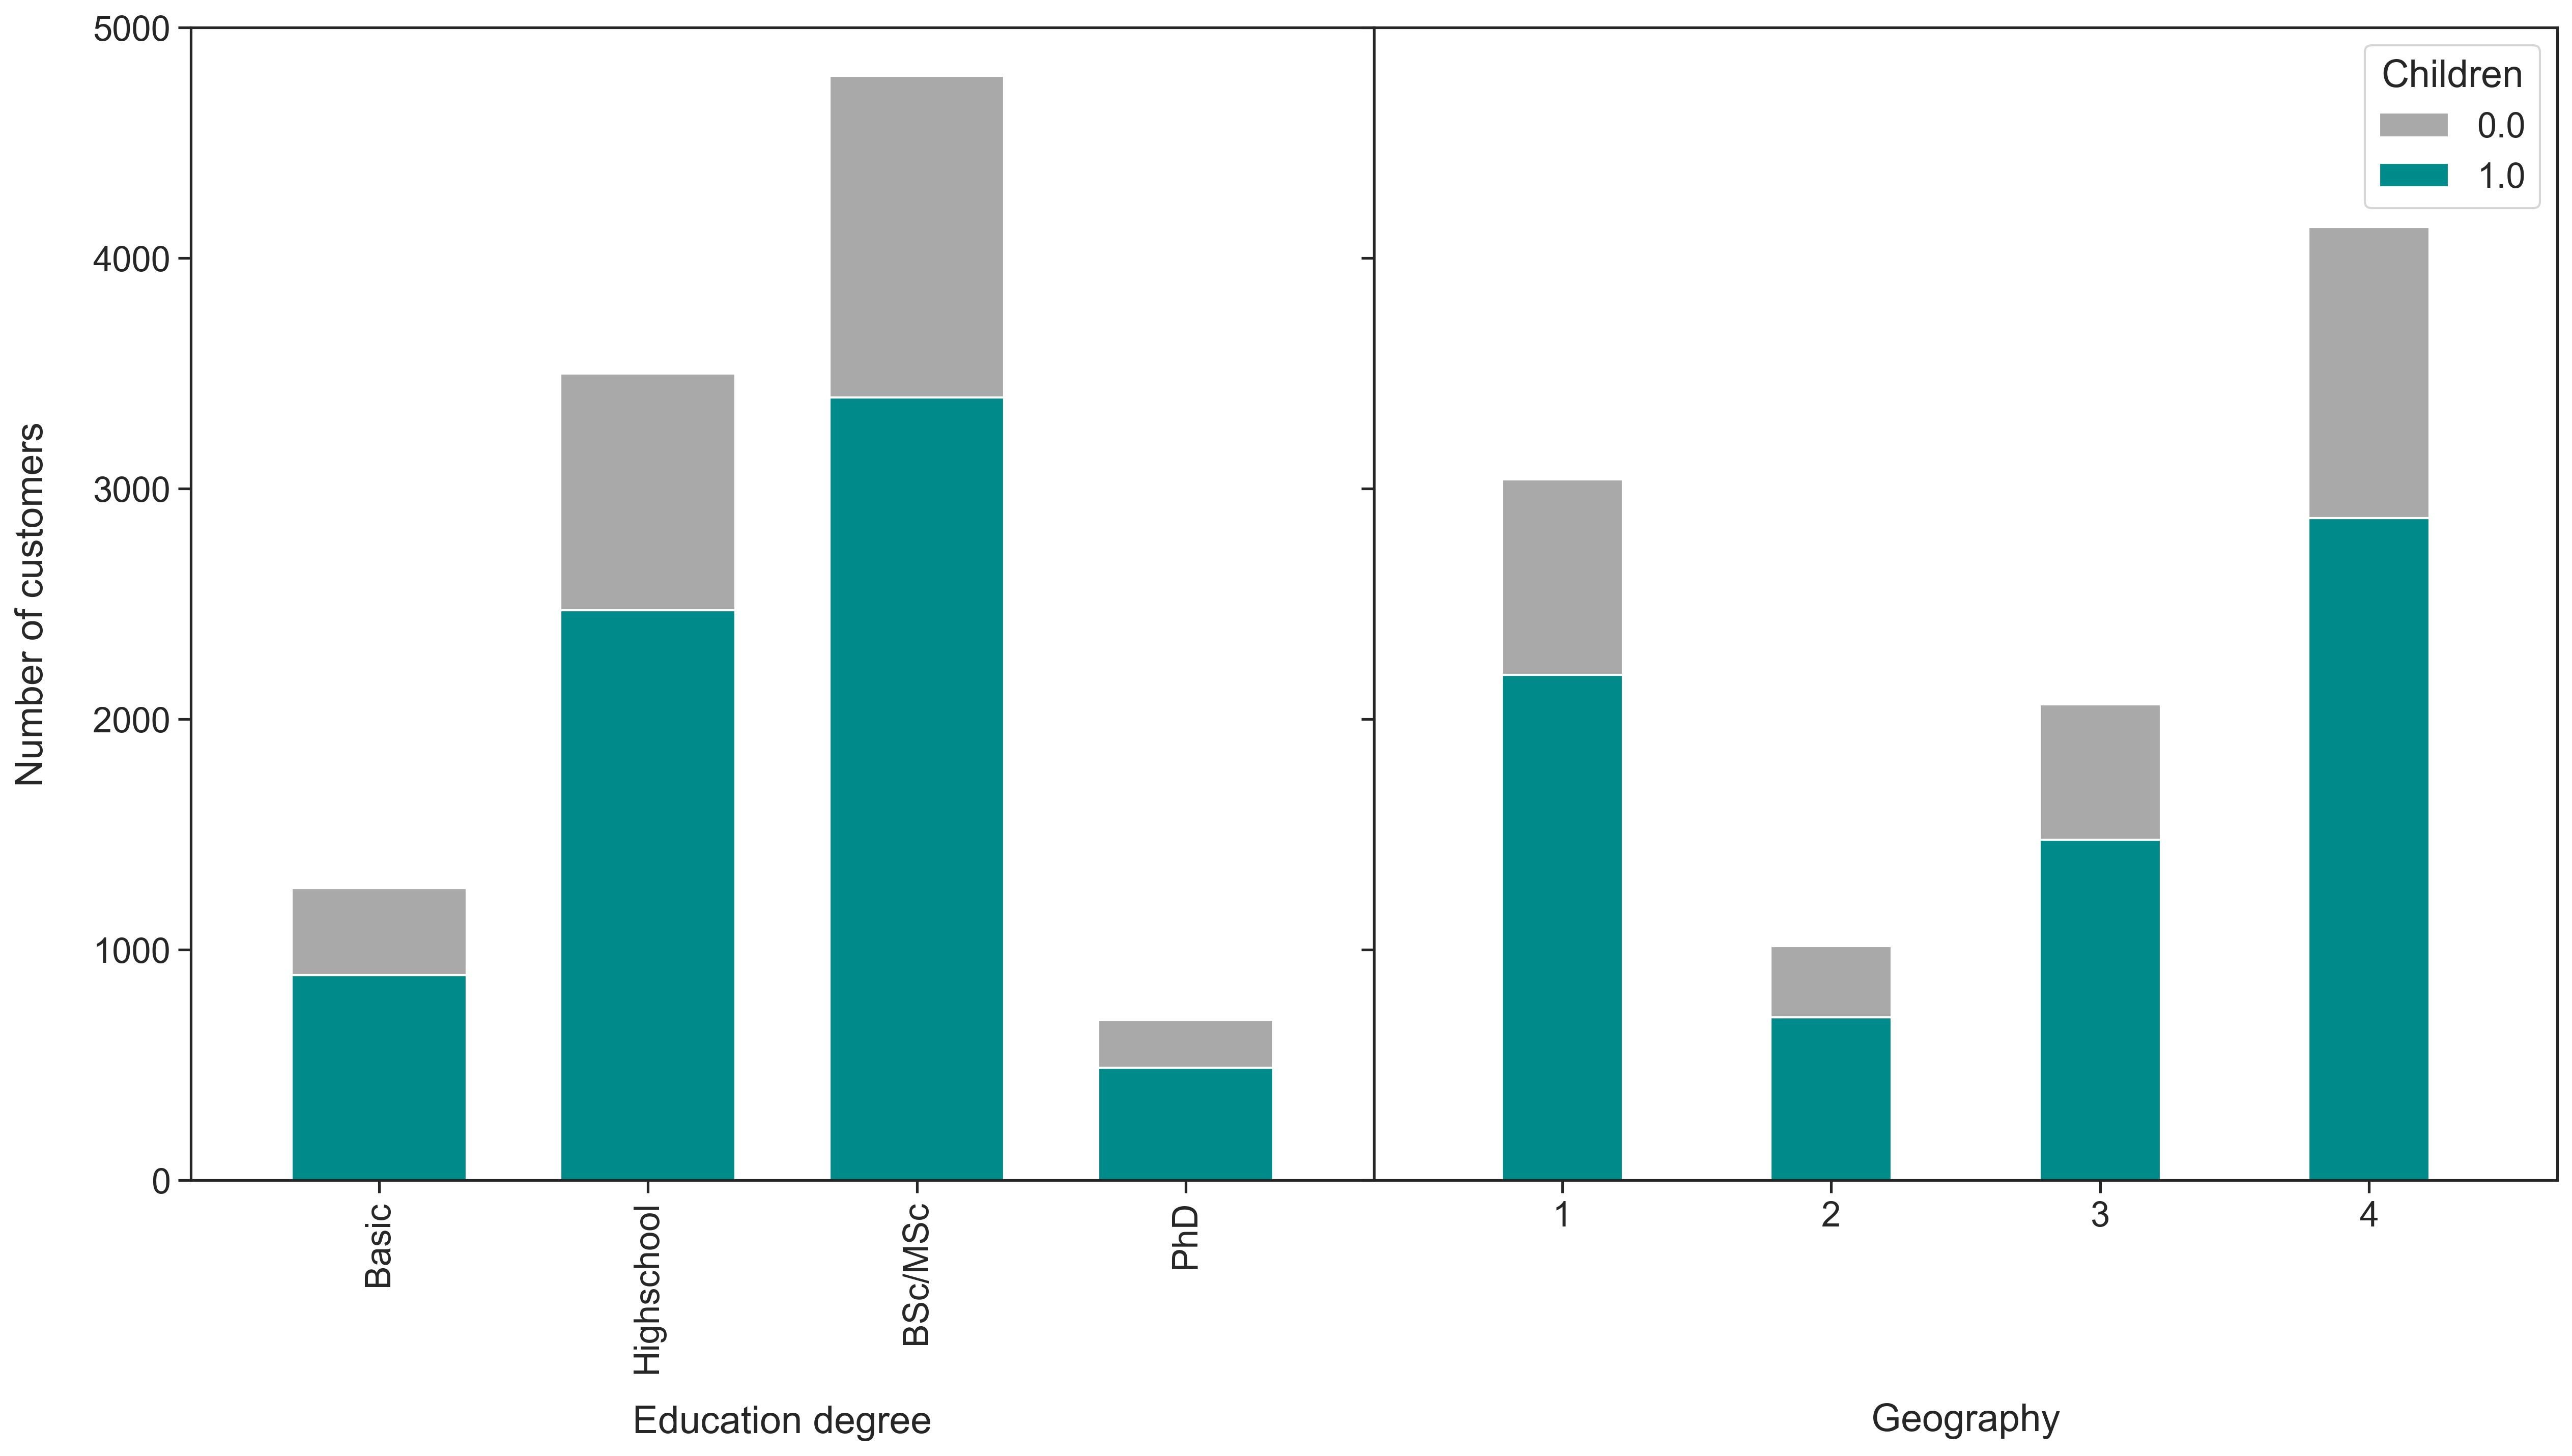 5000
4000
3000
2000
1000
0
Number of customers
Basic
Highschool
BSc/MSc
PhD
Education degree
Children
0.0
1.0
1
2
3
4
Geography